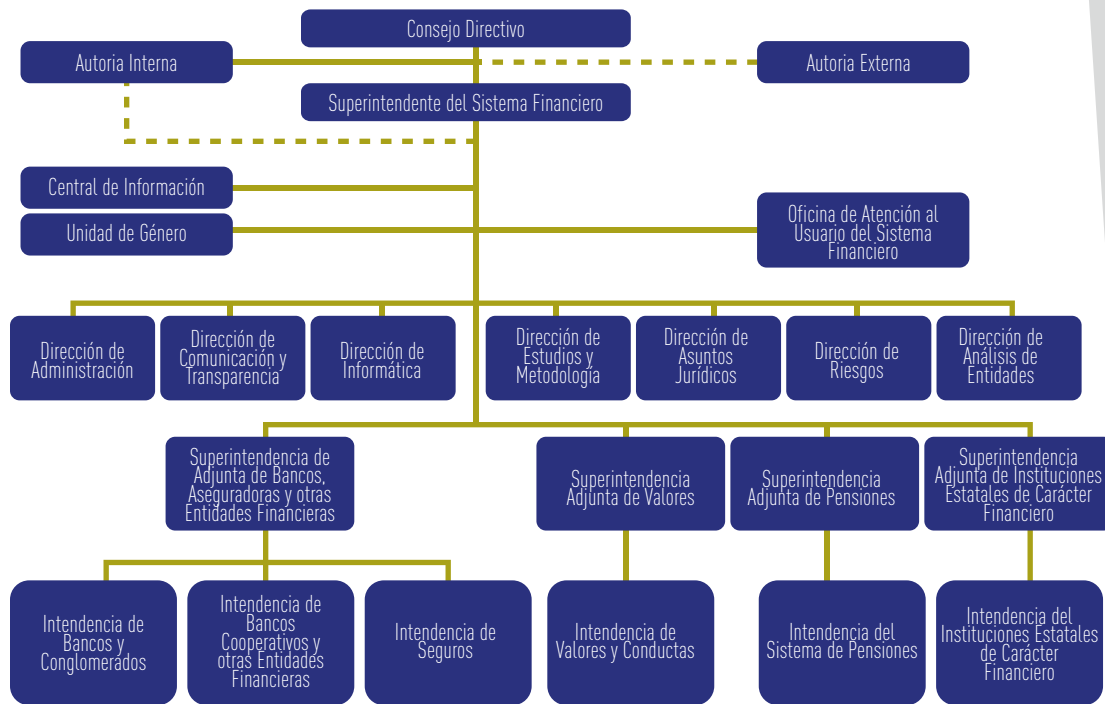 Consejo Directivo
Autoria Interna
Autoria Externa
Superintendente del Sistema Financiero
Central de Información
Unidad de Género
Oficina de Atención al
Usuario del Sistema
Financiero
Dirección de
Administración
Dirección de
Comunicación y
Transparencia
Dirección de
Informática
Dirección de
Estudios y
Metodología
Dirección de
Asuntos
Jurídicos
Dirección de
Riesgos
Dirección de
Análisis de
Entidades
Superintendencia de
Adjunta de Bancos,
Aseguradoras y otras
Entidades Financieras
Superintendencia
Adjunta de Valores
Superintendencia
Adjunta de Pensiones
Superintendencia
Adjunta de Instituciones
Estatales de Carácter
Financiero
Intendencia de
Bancos y
Conglomerados
Intendencia de
Bancos
Cooperativos y
otras Entidades
Financieras
Intendencia de
Seguros
Intendencia de
Valores y Conductas
Intendencia del
Sistema de Pensiones
Intendencia del
Instituciones Estatales
de Carácter
Financiero